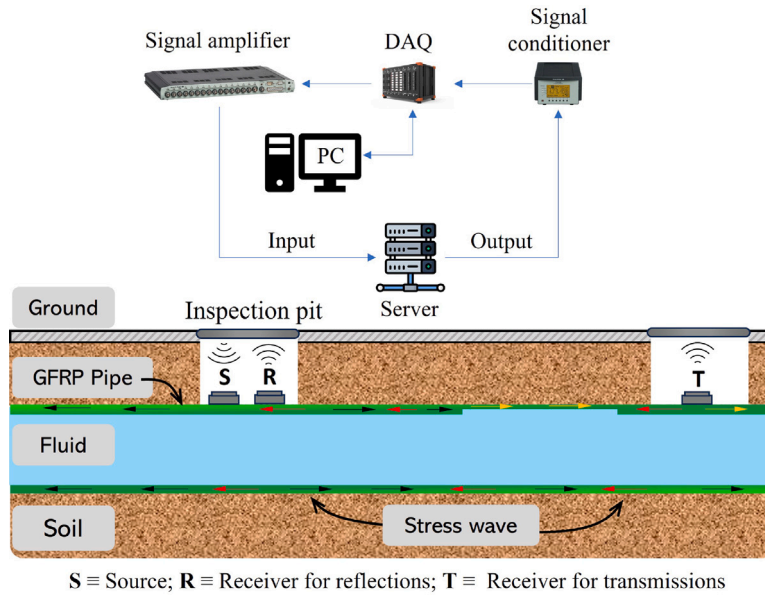 Signal amplifier
DAQ
Signal
conditioner
PC
Input
Output
Server
Ground
Inspection pit
S
R
T
GFRP Pipe
Fluid
Soil
Stress wave
S ≡ Source; R ≡ Receiver for reflections; T ≡ Receiver for transmissions